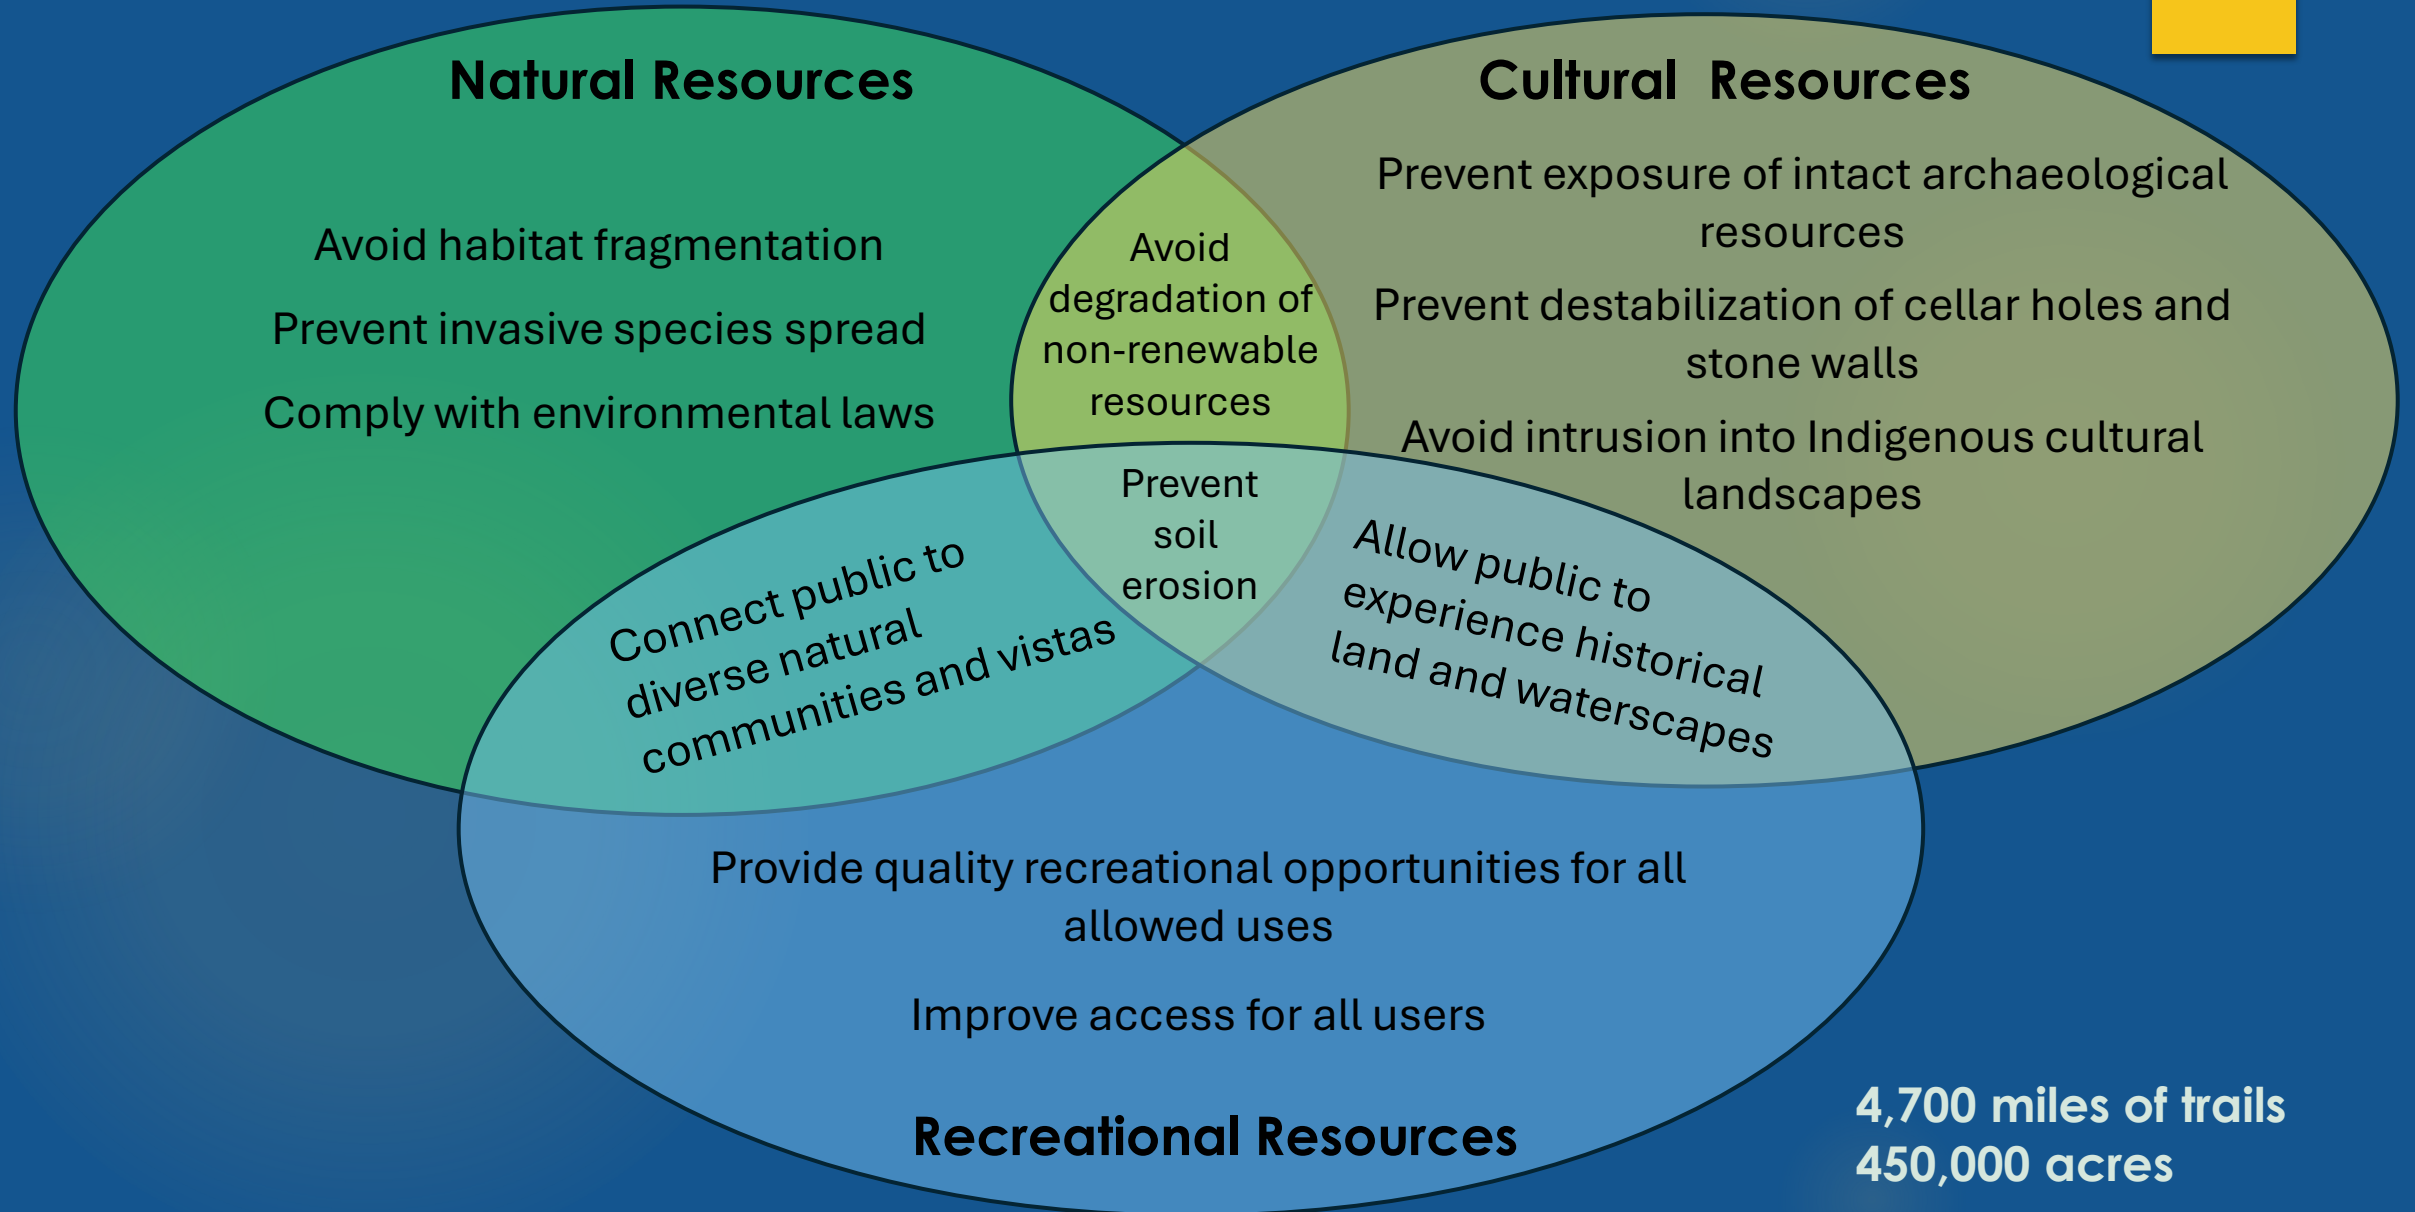 Natural Resources
Avoid habitat fragmentation
Prevent invasive species spread
Comply with environmental laws
Cultural Resources
Prevent exposure of intact archaeological
resources
Prevent destabilization of cellar holes and
stone walls
Avoid intrusion into Indigenous cultural
landscapes
Avoid
degradation of
non-renewable
resources
Prevent
soil
erosion
Connect public to
diverse natural
communities and vistas
Allow public to
experience historical
land and waterscapes
Provide quality recreational opportunities for all
allowed uses
Improve access for all users
Recreational Resources
4,700 miles of trails
450,000 acres